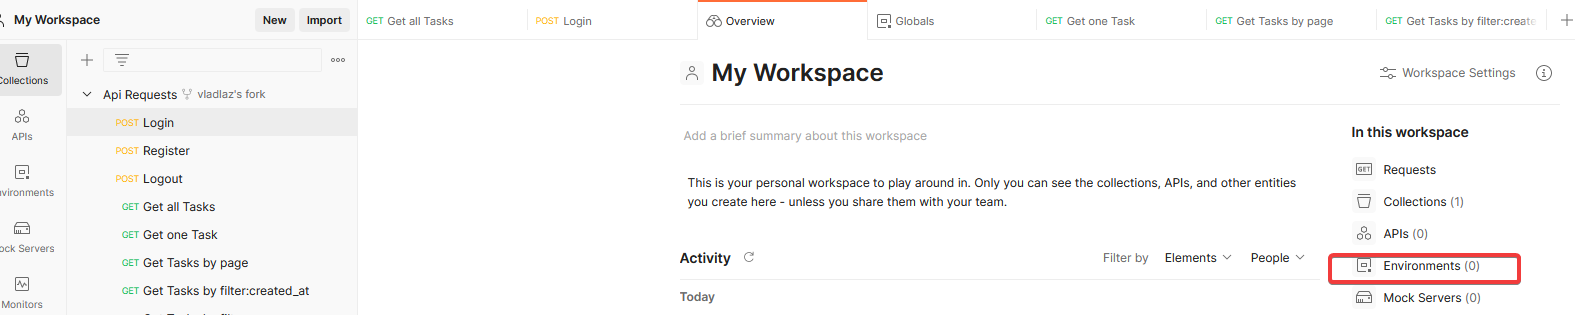 My Workspace
New
Import
GET Get all Tasks
POST Login
Overview
Globals
GET Get one Task
GET Get Tasks by page
GET Get Tasks by filter:create
Collections
APIs
vironments
ock Servers
Monitors
Api Requests vladlaz's fork
POST Login
POST Register
POST Logout
GET Get all Tasks
GET Get one Task
GET Get Tasks by page
GET Get Tasks by filter:created_at
My Workspace
Workspace Settings
Add a brief summary about this workspace
This is your personal workspace to play around in. Only you can see the collections, APIs, and other entities
you create here - unless you share them with your team.
Activity
Filter by Elements People
Today
In this workspace
GET Requests
Collections (1)
APIs (0)
Environments (0)
Mock Servers (0)